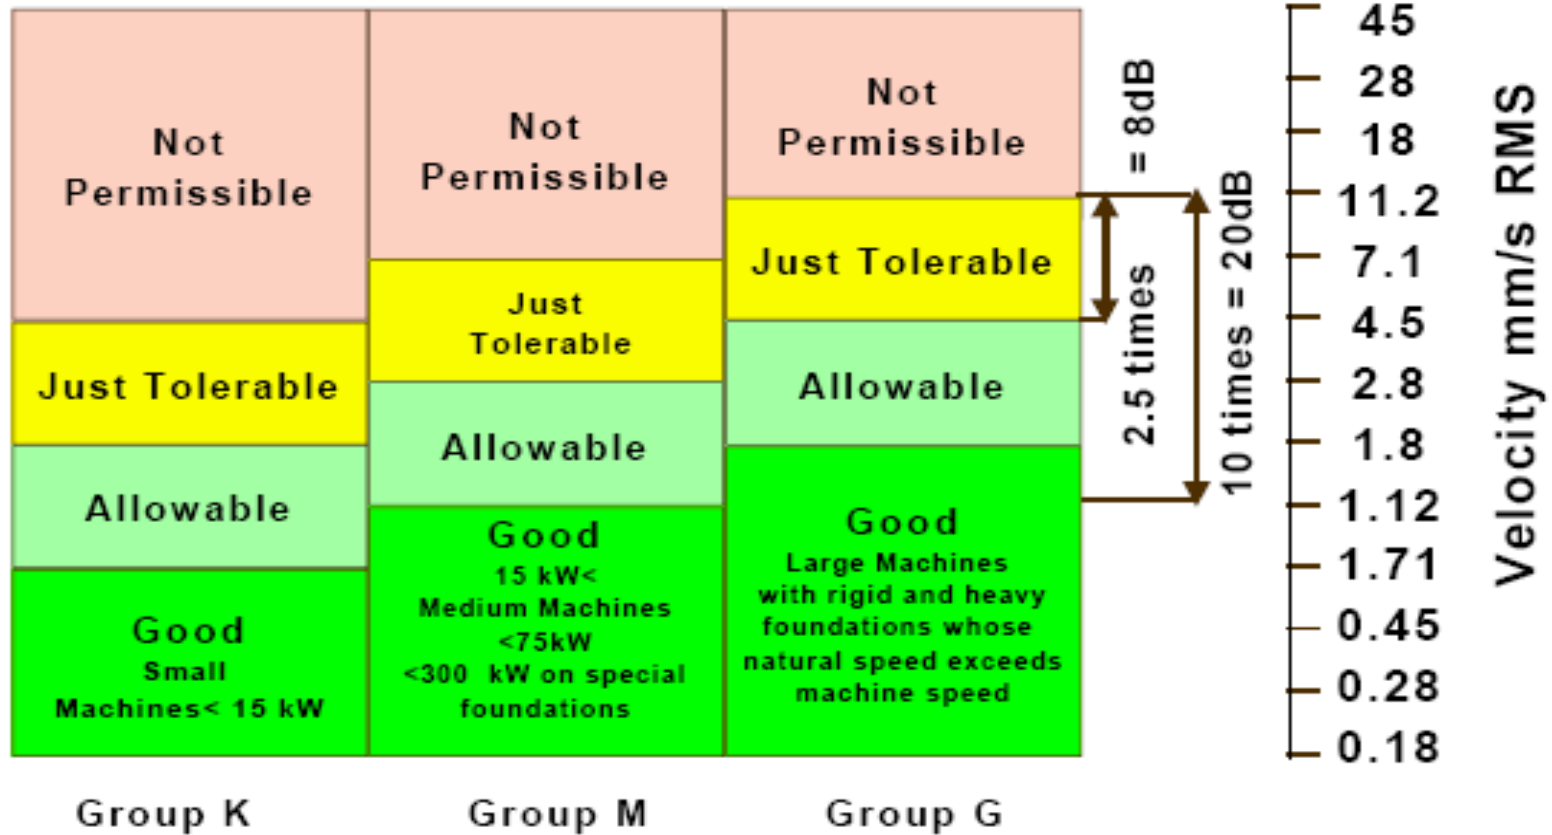 Not
Permissible
Just Tolerable
Allowable
Good
Small
Machines< 15 kW
Group K
Not
Permissible
Just
Tolerable
Allowable
Good
15 kW<
Medium Machines
<75kW
<300 kW on special
foundations
Group M
Not
Permissible
Just Tolerable
Allowable
Good
Large Machines
with rigid and heavy
foundations whose
natural speed exceeds
machine speed
Group G
2.5 times = 8dB
10 times = 20dB
45
28
18
11.2
7.1
4.5
2.8
1.8
1.12
1.71
0.45
0.28
0.18
Velocity mm/s RMS